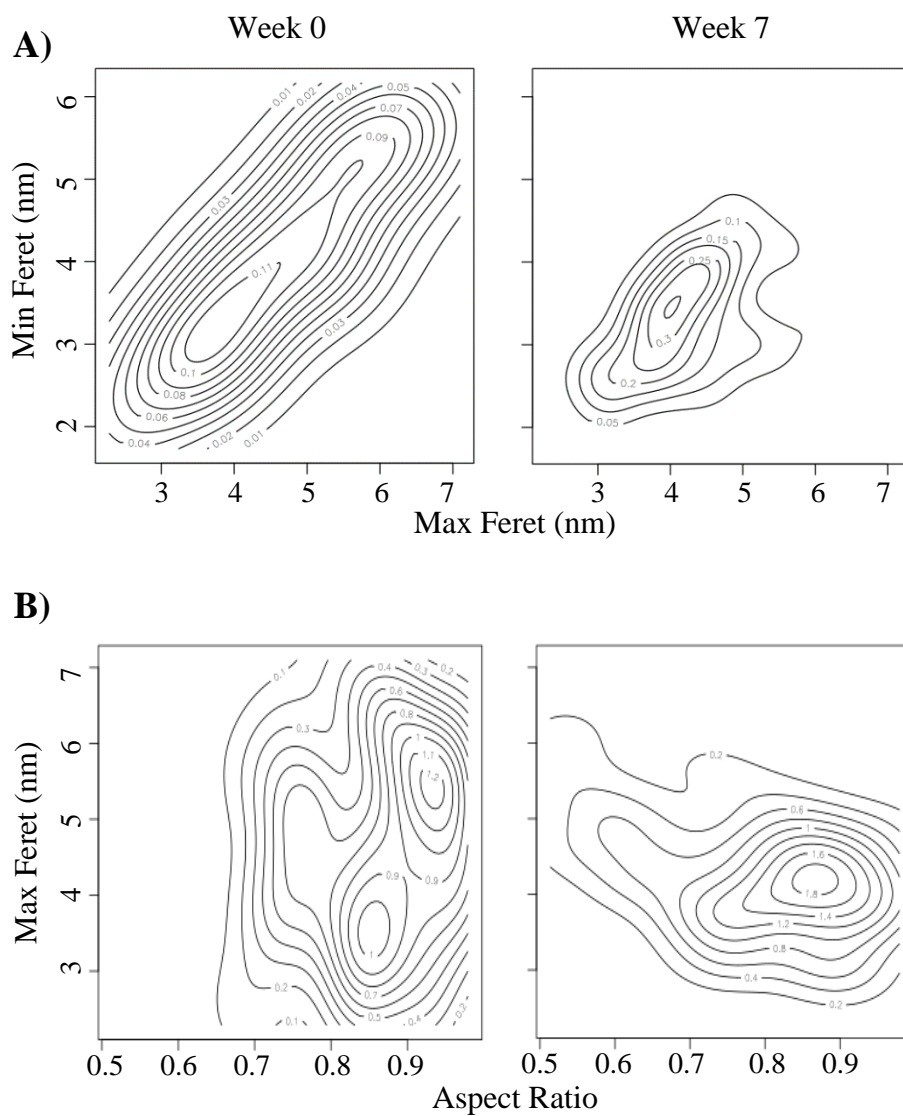 Week 0 Week 7
A)
Min Feret (nm)
6
5
4
3
2
0.01 0.02 0.04 0.05 0.07 0.09 0.03 0.11 0.1 0.08 0.06 0.04 0.02 0.01 0.03
0.1 0.15 0.25 0.3 0.2 0.05
3 4 5 6 7 3 4 5 6 7
Max Feret (nm)
B)
Max Feret (nm)
7
6
5
4
3
0.1 0.4 0.2 0.3 0.6 0.8 0.3 1 1.1 1.2 0.9 0.9 1 0.7 0.5 0.4 0.2 0.2 0.1
0.2 0.6 1 1.6 1.8 1.4 1.2 0.8 0.4 0.2
0.5 0.6 0.7 0.8 0.9 0.5 0.6 0.7 0.8 0.9
Aspect Ratio